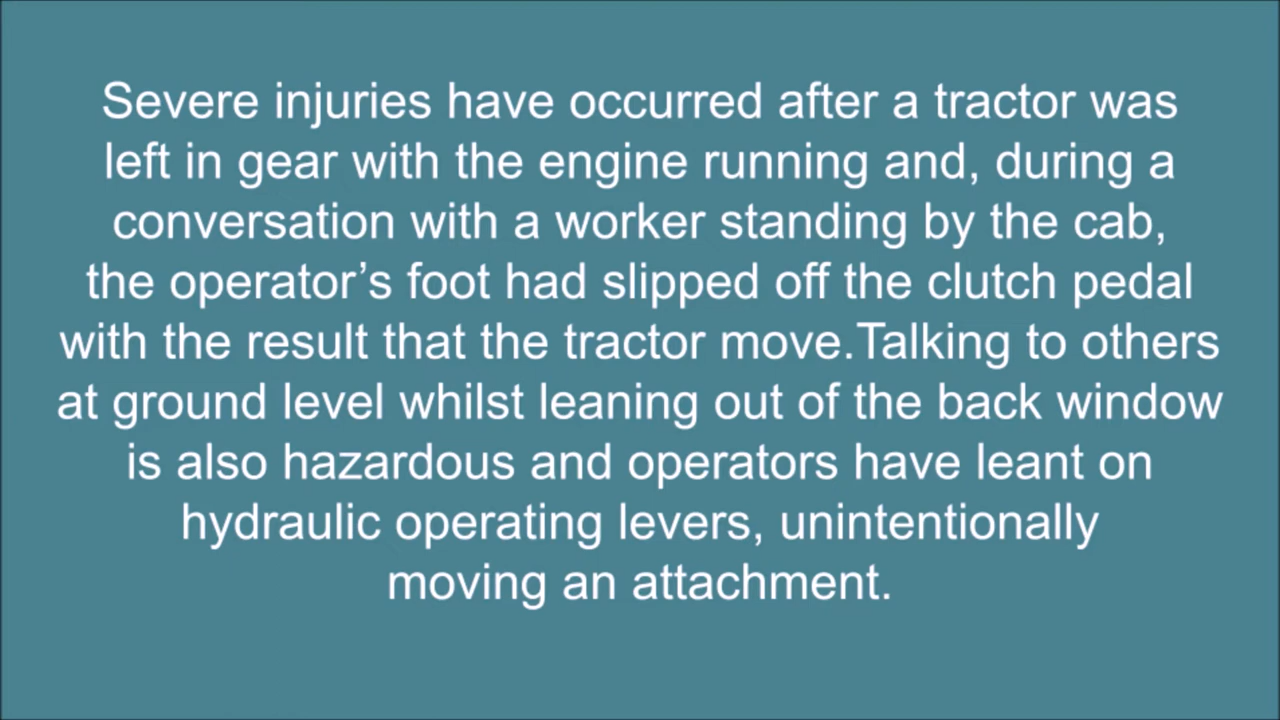 Severe injuries have occurred after a tractor was
left in gear with the engine running and, during a
conversation with a worker standing by the cab,
the operator’s foot had slipped off the clutch pedal
with the result that the tractor move.Talking to others
at ground level whilst leaning out of the back window
is also hazardous and operators have leant on
hydraulic operating levers, unintentionally
moving an attachment.